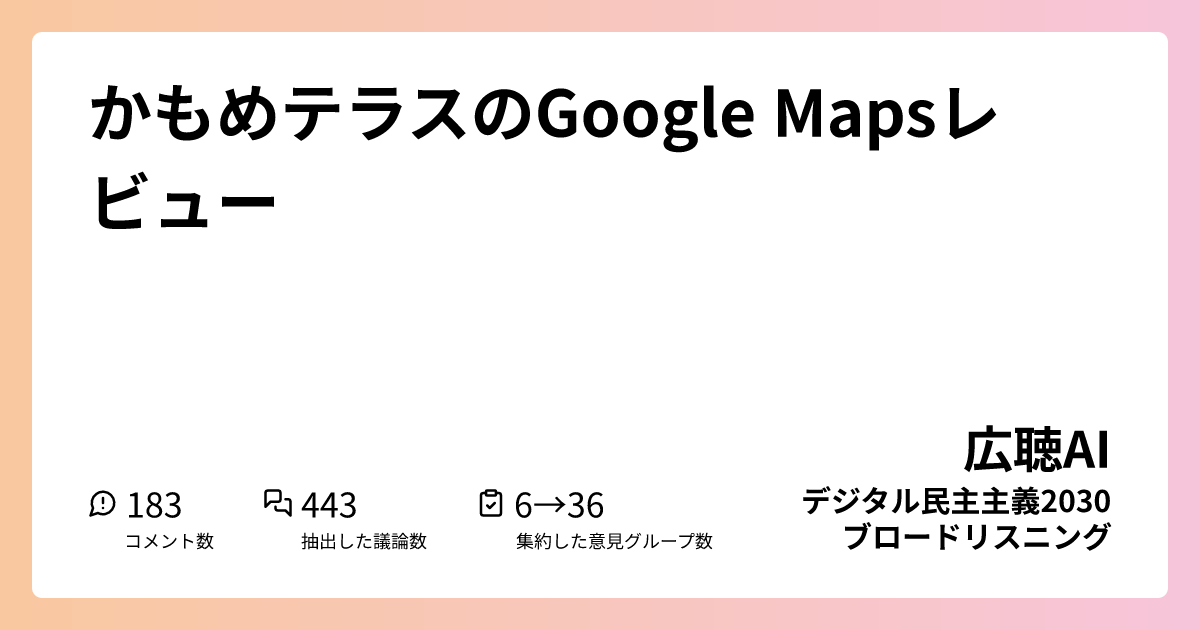 かもめテラスのGoogle Mapsレ
ビュー
広聴AI
183
443
6→36
デジタル民主主義2030
コメント数
抽出した議論数
集約した意見グループ数
ブロードリスニング